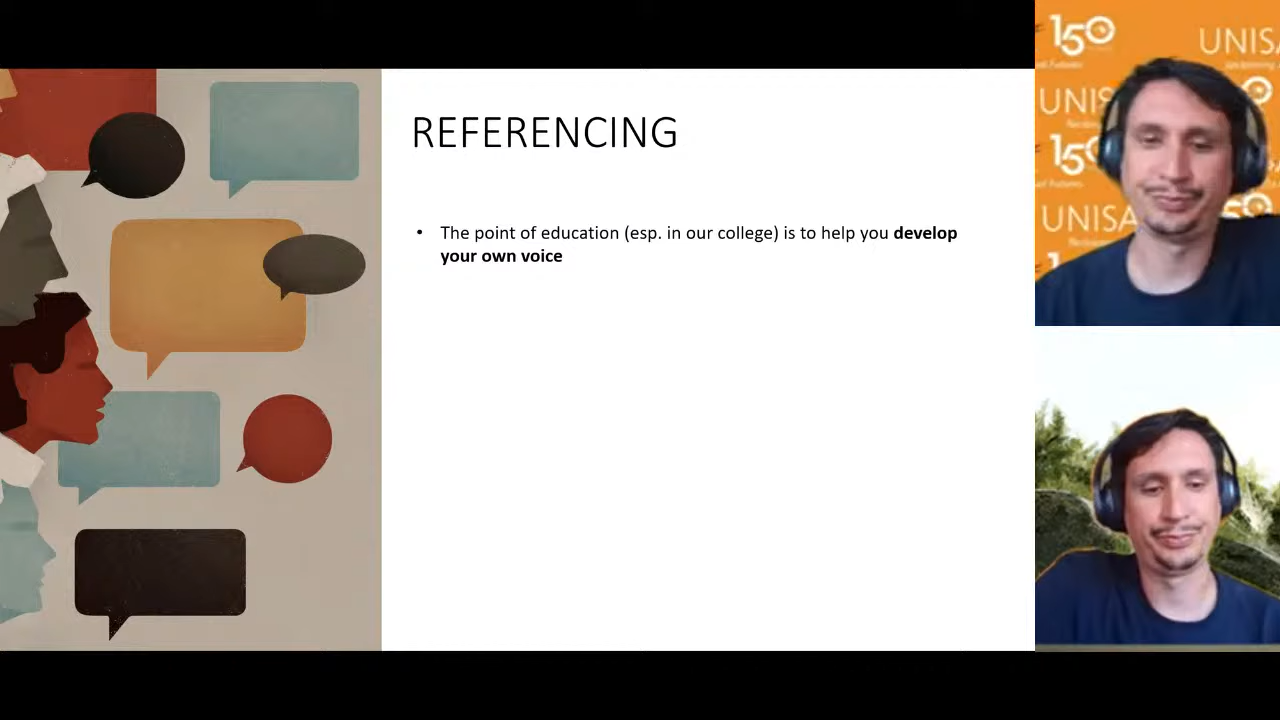 REFERENCING
• The point of education (esp. in our college) is to help you develop
your own voice
150
UNISA
UNIS
150
UNISA